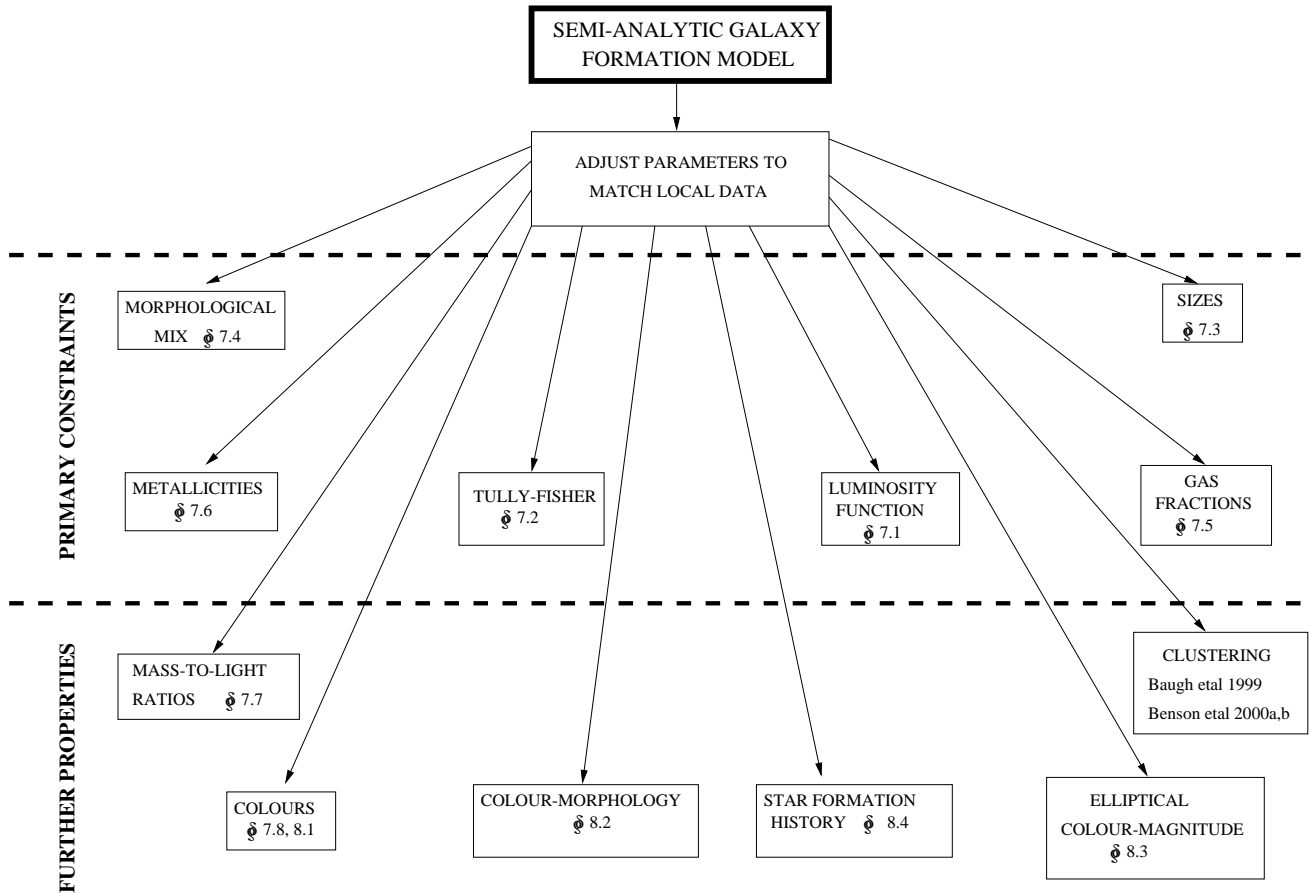 SEMI-ANALYTIC GALAXY
FORMATION MODEL
ADJUST PARAMETERS TO
MATCH LOCAL DATA
PRIMARY CONSTRAINTS
MORPHOLOGICAL
MIX § 7.4
SIZES
§ 7.3
METALLICITIES
§ 7.6
TULLY-FISHER
§ 7.2
LUMINOSITY
FUNCTION
§ 7.1
GAS
FRACTIONS
§ 7.5
FURTHER PROPERTIES
MASS-TO-LIGHT
RATIOS § 7.7
CLUSTERING
Baugh etal 1999
Benson etal 2000a,b
COLOURS
§ 7.8, 8.1
COLOUR-MORPHOLOGY
§ 8.2
STAR FORMATION
HISTORY § 8.4
ELLIPTICAL
COLOUR-MAGNITUDE
§ 8.3